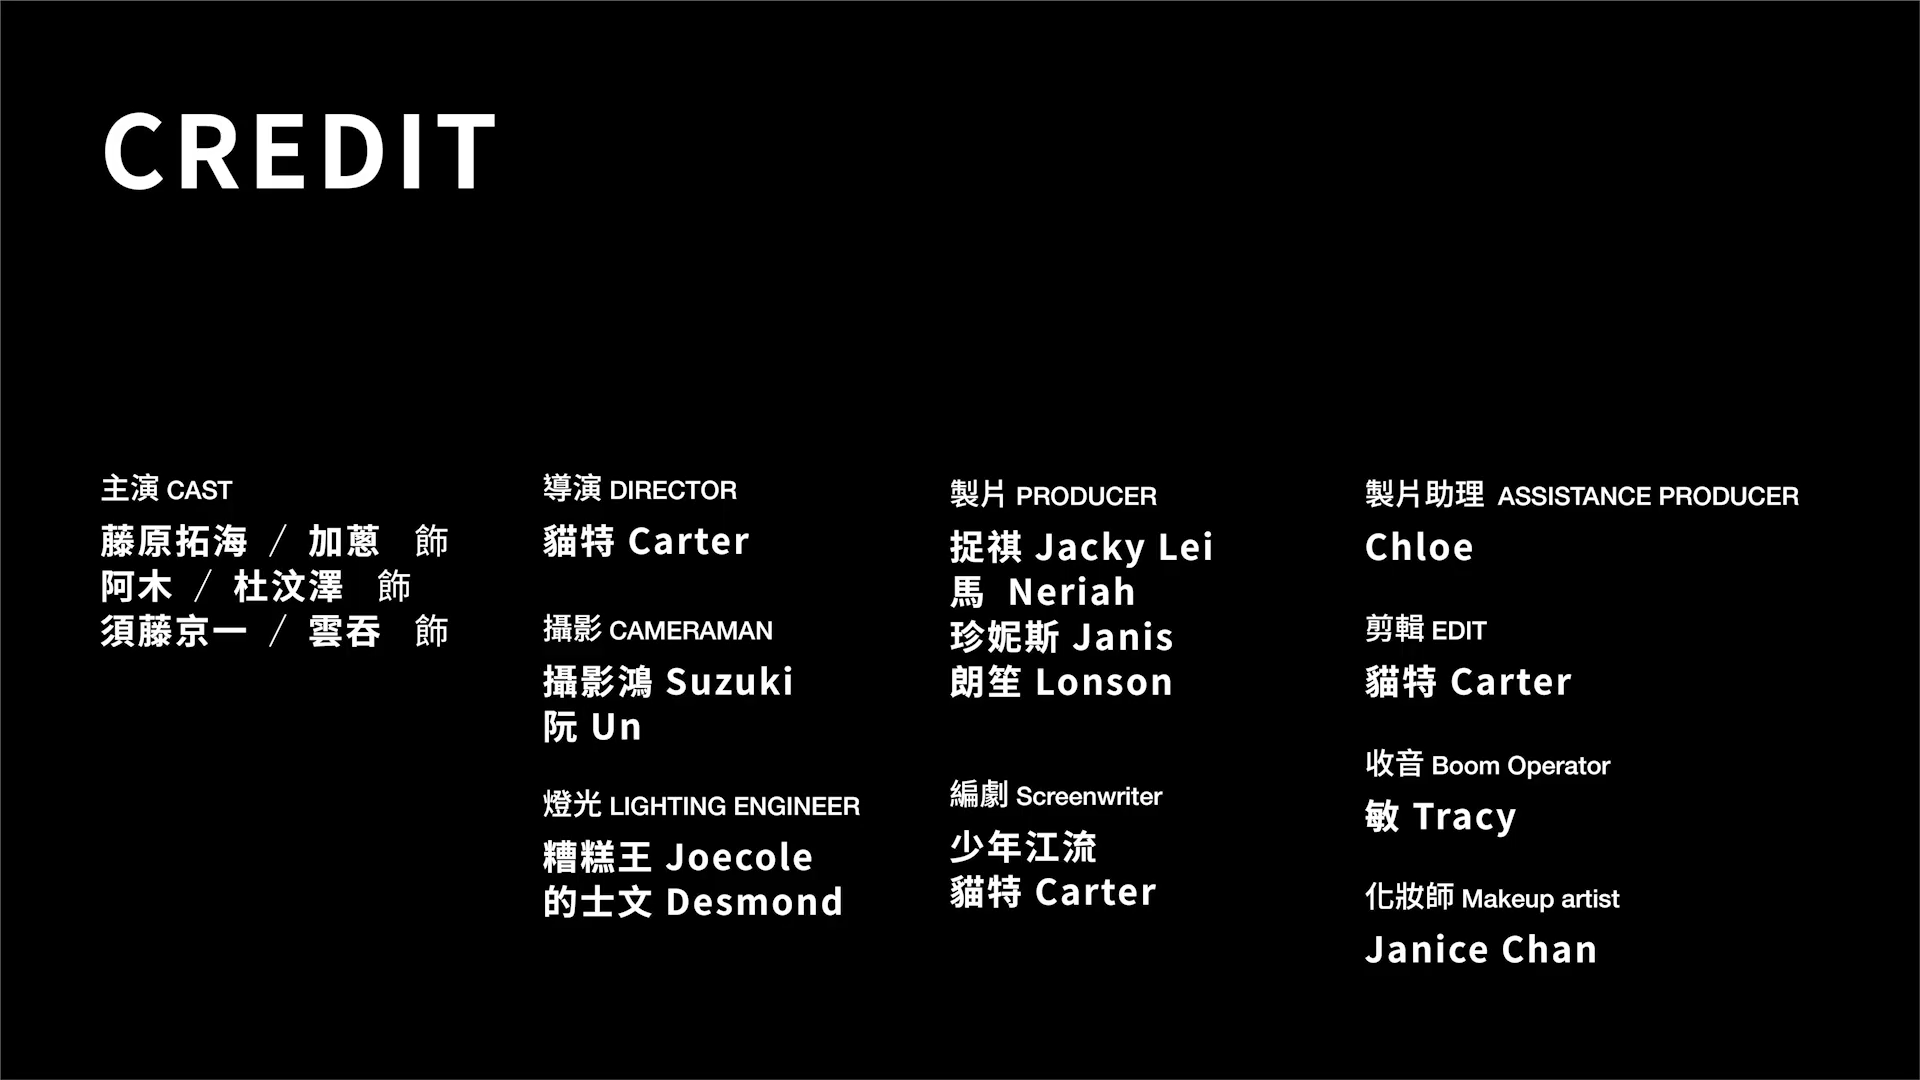 CREDIT
主演 CAST
藤原拓海 / 加蔥 飾
阿木 / 杜汶澤 飾
須藤京一 / 雲吞 飾
導演 DIRECTOR
貓特 Carter
攝影 CAMERAMAN
攝影鴻 Suzuki
阮 Un
燈光 LIGHTING ENGINEER
糟糕王 Joecole
的士文 Desmond
製片 PRODUCER
捉祺 Jacky Lei
馬 Neriah
珍妮斯 Janis
朗笙 Lonson
編劇 Screenwriter
少年江流
貓特 Carter
製片助理 ASSISTANCE PRODUCER
Chloe
剪輯 EDIT
貓特 Carter
收音 Boom Operator
敏 Tracy
化妝師 Makeup artist
Janice Chan